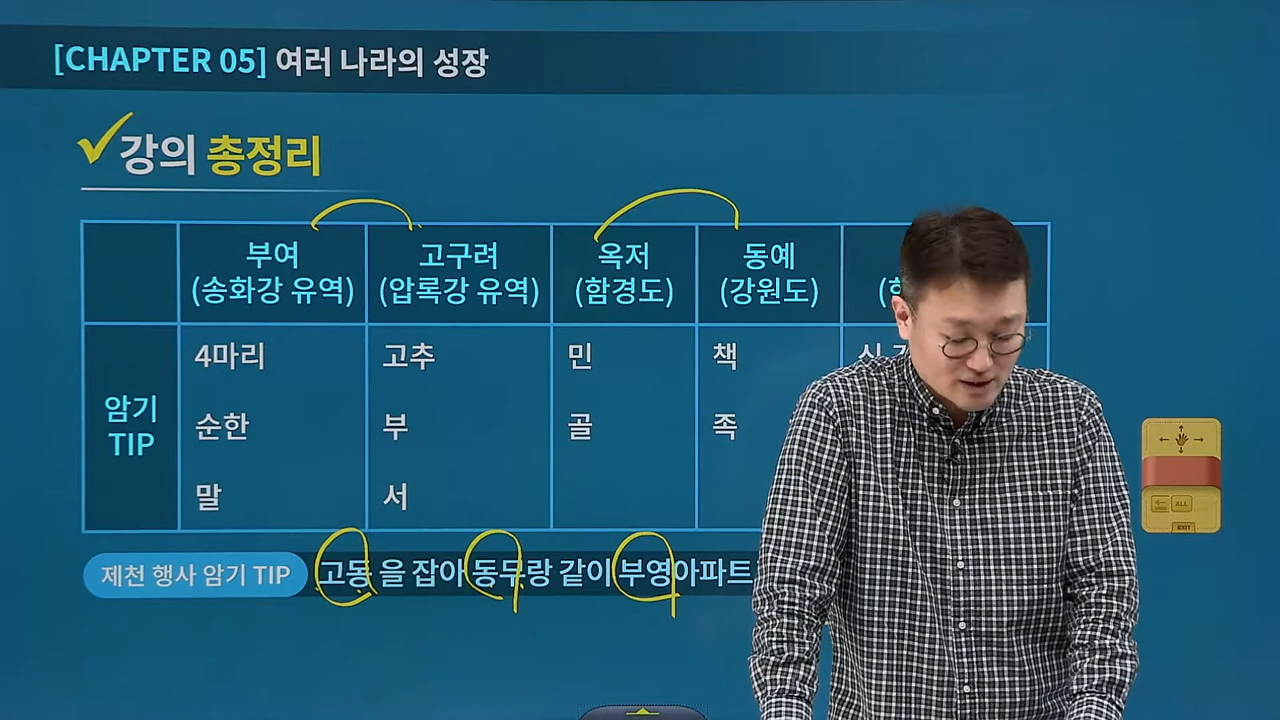 [CHAPTER 05] 여러 나라의 성장
강의 총정리
부여
(송화강 유역)
고구려
(압록강 유역)
옥저
(함경도)
동예
(강원도)
암기
TIP
4마리
순한
말
고추
부
서
민
골
책
족
제천 행사 암기 TIP
고동 을 잡아 동무랑 같이 부영아파트
ALL
EXIT